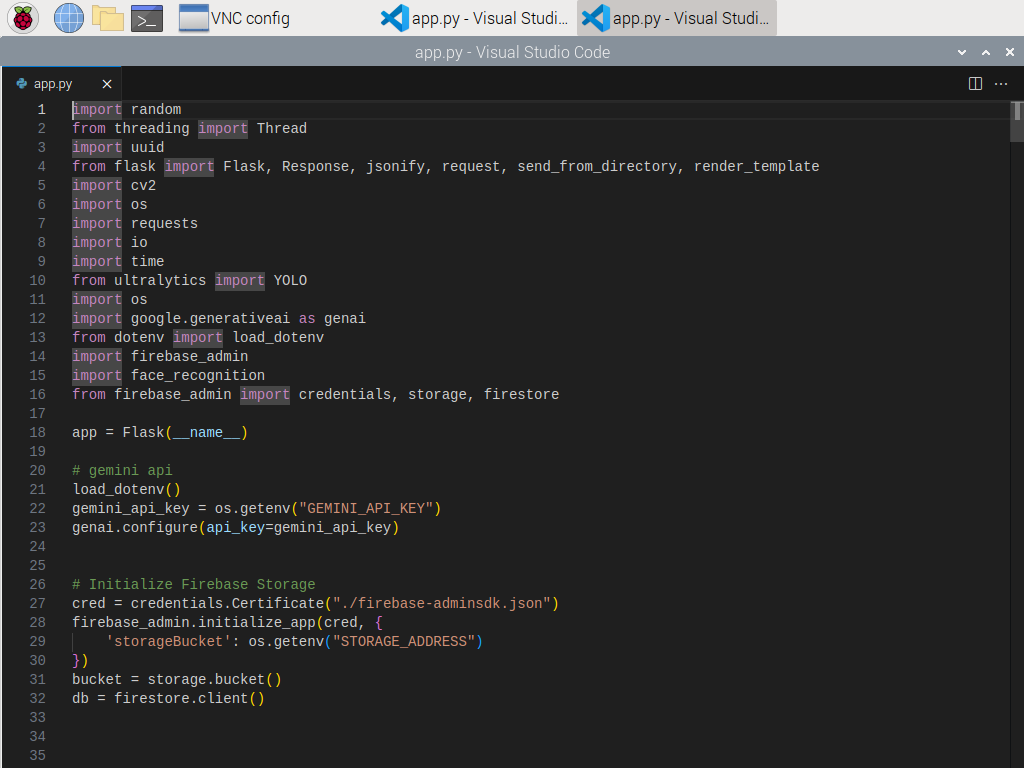 VNC config
app.py - Visual Studi...
app.py - Visual Studi...
app.py - Visual Studio Code
app.py
1 import random
2 from threading import Thread
3 import uuid
4 from flask import Flask, Response, jsonify, request, send_from_directory, render_template
5 import cv2
6 import os
7 import requests
8 import io
9 import time
10 from ultralytics import YOLO
11 import os
12 import google.generativeai as genai
13 from dotenv import load_dotenv
14 import firebase_admin
15 import face_recognition
16 from firebase_admin import credentials, storage, firestore
17
18 app = Flask(__name__)
19
20 # gemini api
21 load_dotenv()
22 gemini_api_key = os.getenv("GEMINI_API_KEY")
23 genai.configure(api_key=gemini_api_key)
24
25
26 # Initialize Firebase Storage
27 cred = credentials.Certificate("./firebase-adminsdk.json")
28 firebase_admin.initialize_app(cred, {
29     'storageBucket': os.getenv("STORAGE_ADDRESS")
30 })
31 bucket = storage.bucket()
32 db = firestore.client()
33
34
35